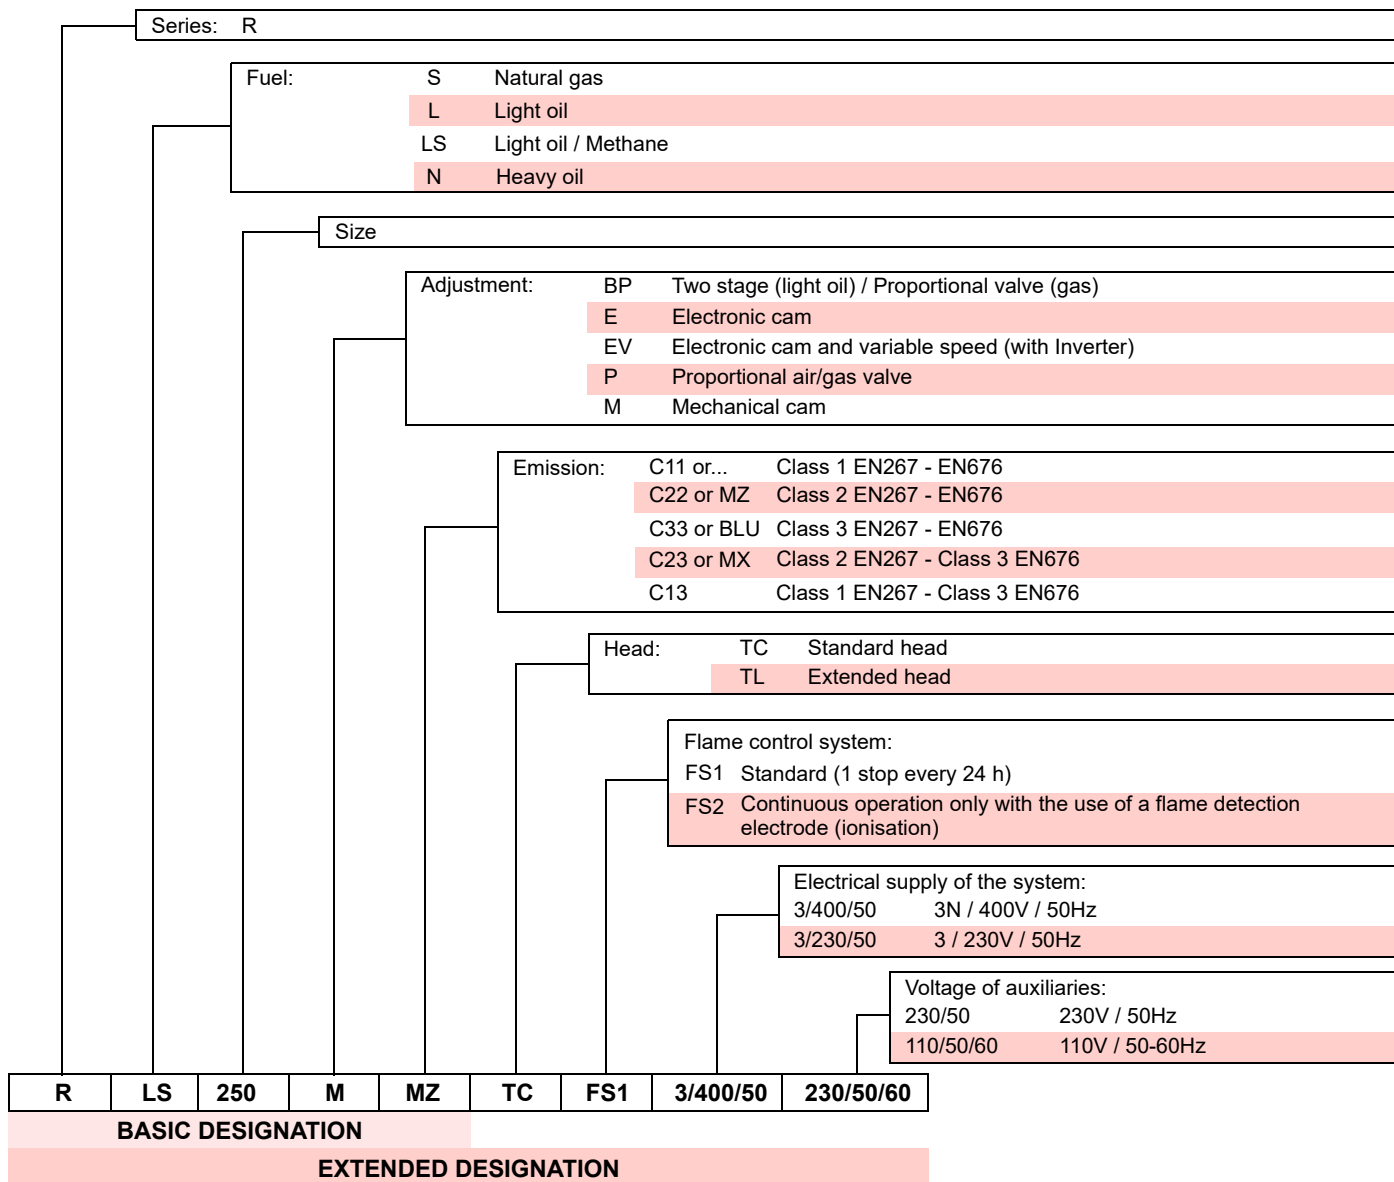 Series: R
Fuel: S Natural gas
L Light oil
LS Light oil / Methane
N Heavy oil
Size
Adjustment: BP Two stage (light oil) / Proportional valve (gas)
E Electronic cam
EV Electronic cam and variable speed (with Inverter)
P Proportional air/gas valve
M Mechanical cam
Emission: C11 or... Class 1 EN267 - EN676
C22 or MZ Class 2 EN267 - EN676
C33 or BLU Class 3 EN267 - EN676
C23 or MX Class 2 EN267 - Class 3 EN676
C13 Class 1 EN267 - Class 3 EN676
Head: TC Standard head
TL Extended head
Flame control system:
FS1 Standard (1 stop every 24 h)
FS2 Continuous operation only with the use of a flame detection
electrode (ionisation)
Electrical supply of the system:
3/400/50 3N / 400V / 50Hz
3/230/50 3 / 230V / 50Hz
Voltage of auxiliaries:
230/50 230V / 50Hz
110/50/60 110V / 50-60Hz
R LS 250 M MZ TC FS1 3/400/50 230/50/60
BASIC DESIGNATION
EXTENDED DESIGNATION